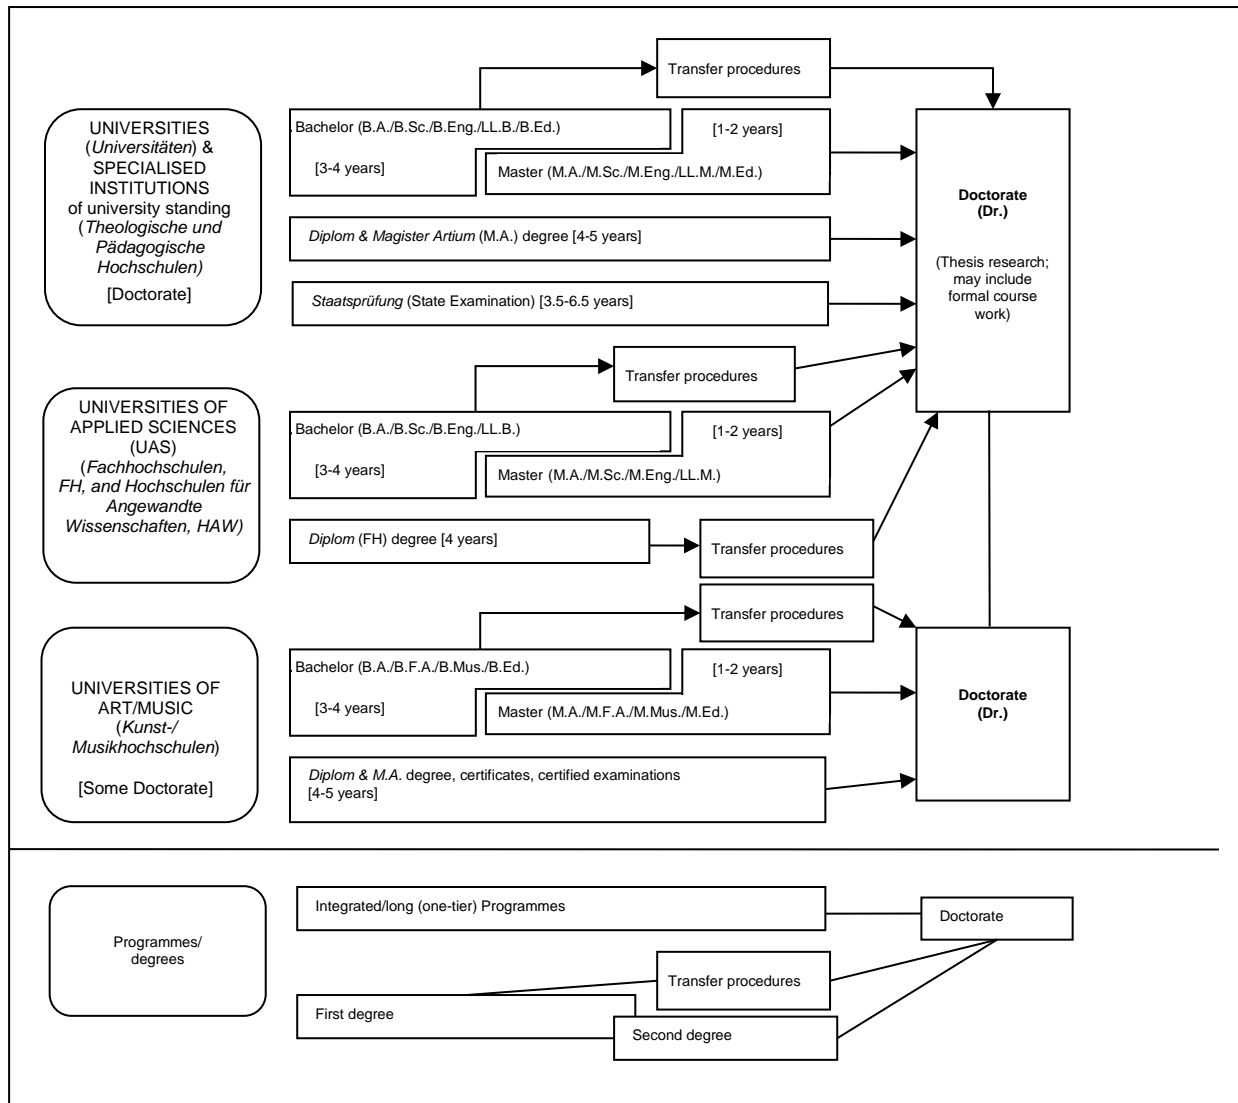 Transfer procedures
UNIVERSITIES
(Universitäten) &
SPECIALISED
INSTITUTIONS
of university standing
(Theologische und
Pädagogische
Hochschulen)
[Doctorate]
. Bachelor (B.A./B.Sc./B.Eng./LL.B./B.Ed.)
[3-4 years]
[1-2 years]
Master (M.A./M.Sc./M.Eng./LL.M./M.Ed.)
Diplom & Magister Artium (M.A.) degree [4-5 years]
Staatsprüfung (State Examination) [3.5-6.5 years]
Doctorate
(Dr.)
(Thesis research;
may include
formal course
work)
Transfer procedures
UNIVERSITIES OF
APPLIED SCIENCES
(UAS)
(Fachhochschulen,
FH, and Hochschulen für
Angewandte
Wissenschaften, HAW)
. Bachelor (B.A./B.Sc./B.Eng./LL.B.)
[3-4 years]
[1-2 years]
Master (M.A./M.Sc./M.Eng./LL.M.)
Diplom (FH) degree [4 years]
Transfer procedures
Transfer procedures
UNIVERSITIES OF
ART/MUSIC
(Kunst-/
Musikhochschulen)
[Some Doctorate]
. Bachelor (B.A./B.F.A./B.Mus./B.Ed.)
[3-4 years]
[1-2 years]
Master (M.A./M.F.A./M.Mus./M.Ed.)
Diplom & M.A. degree, certificates, certified examinations
[4-5 years]
Doctorate
(Dr.)
Programmes/
degrees
Integrated/long (one-tier) Programmes
Doctorate
Transfer procedures
First degree
Second degree